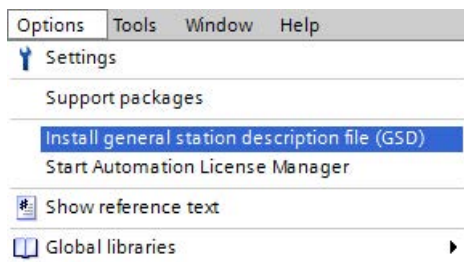 Options Tools Window Help
Settings
Support packages
Install general station description file (GSD)
Start Automation License Manager
Show reference text
Global libraries